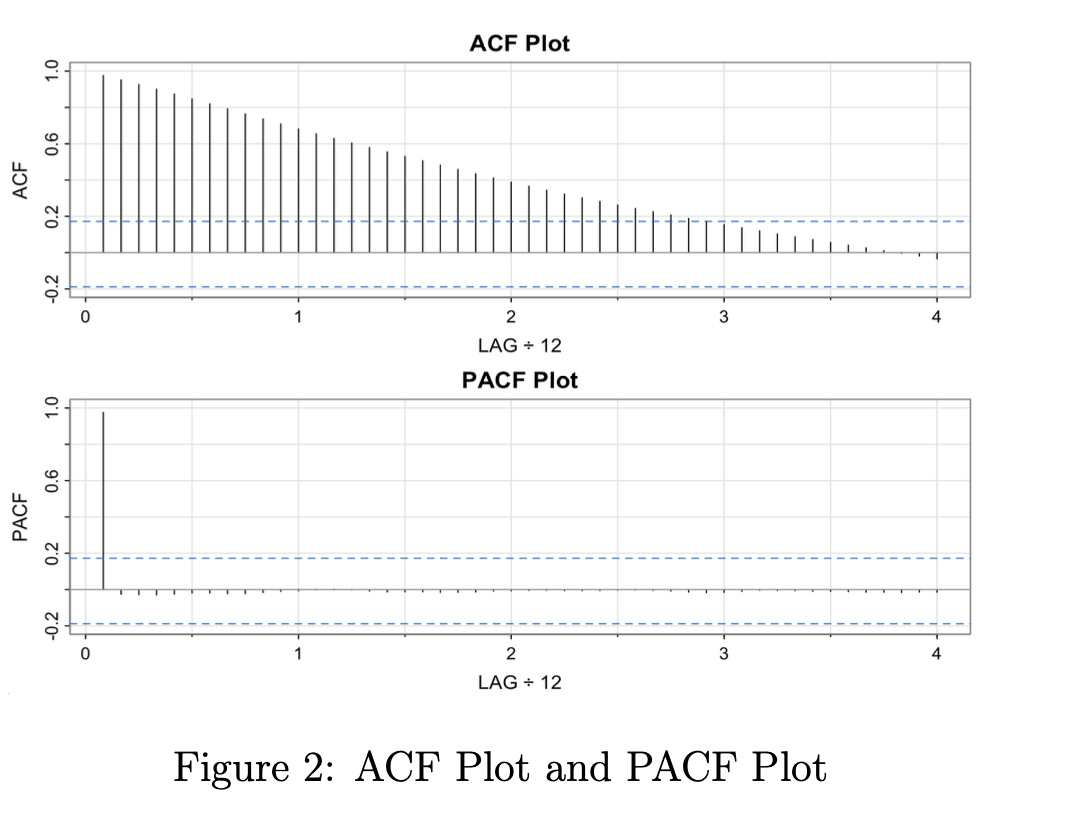 ACF Plot
1.0
0.6
0.2
-0.2
ACF
0 1 2 3 4
LAG ÷ 12
PACF Plot
1.0
0.6
0.2
-0.2
PACF
0 1 2 3 4
LAG ÷ 12
Figure 2: ACF Plot and PACF Plot